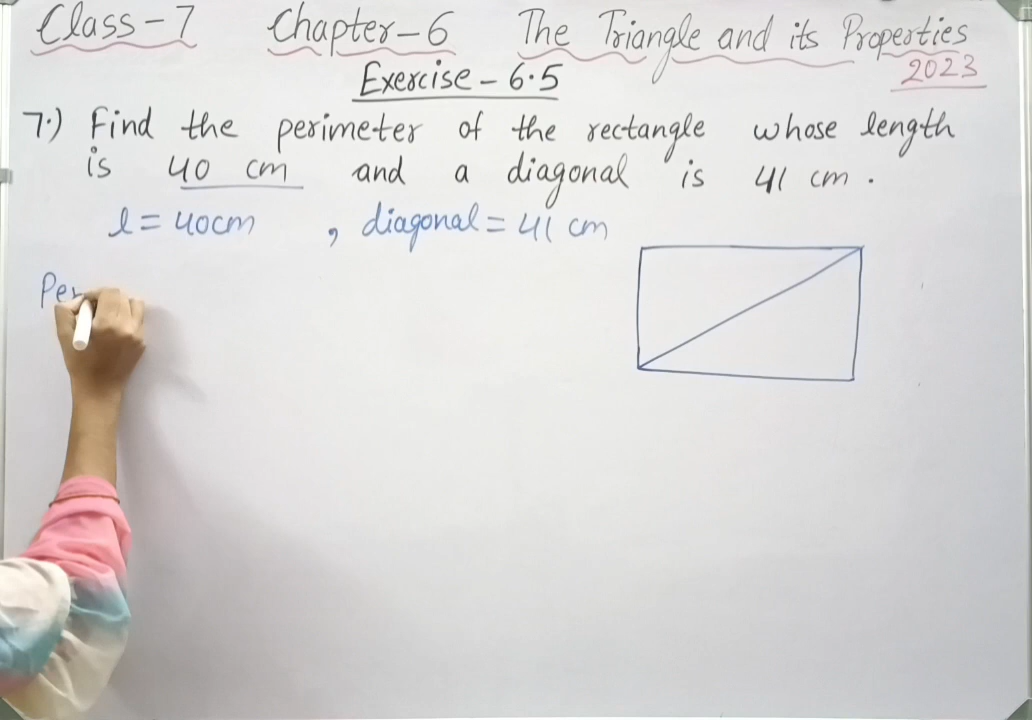 Class-7 Chapter-6 The Triangle and its Properties
Exercise-6.5 2023
7.) Find the perimeter of the rectangle whose length
is 40 cm and a diagonal is 41 cm.
l = 40cm , diagonal = 41 cm
Per